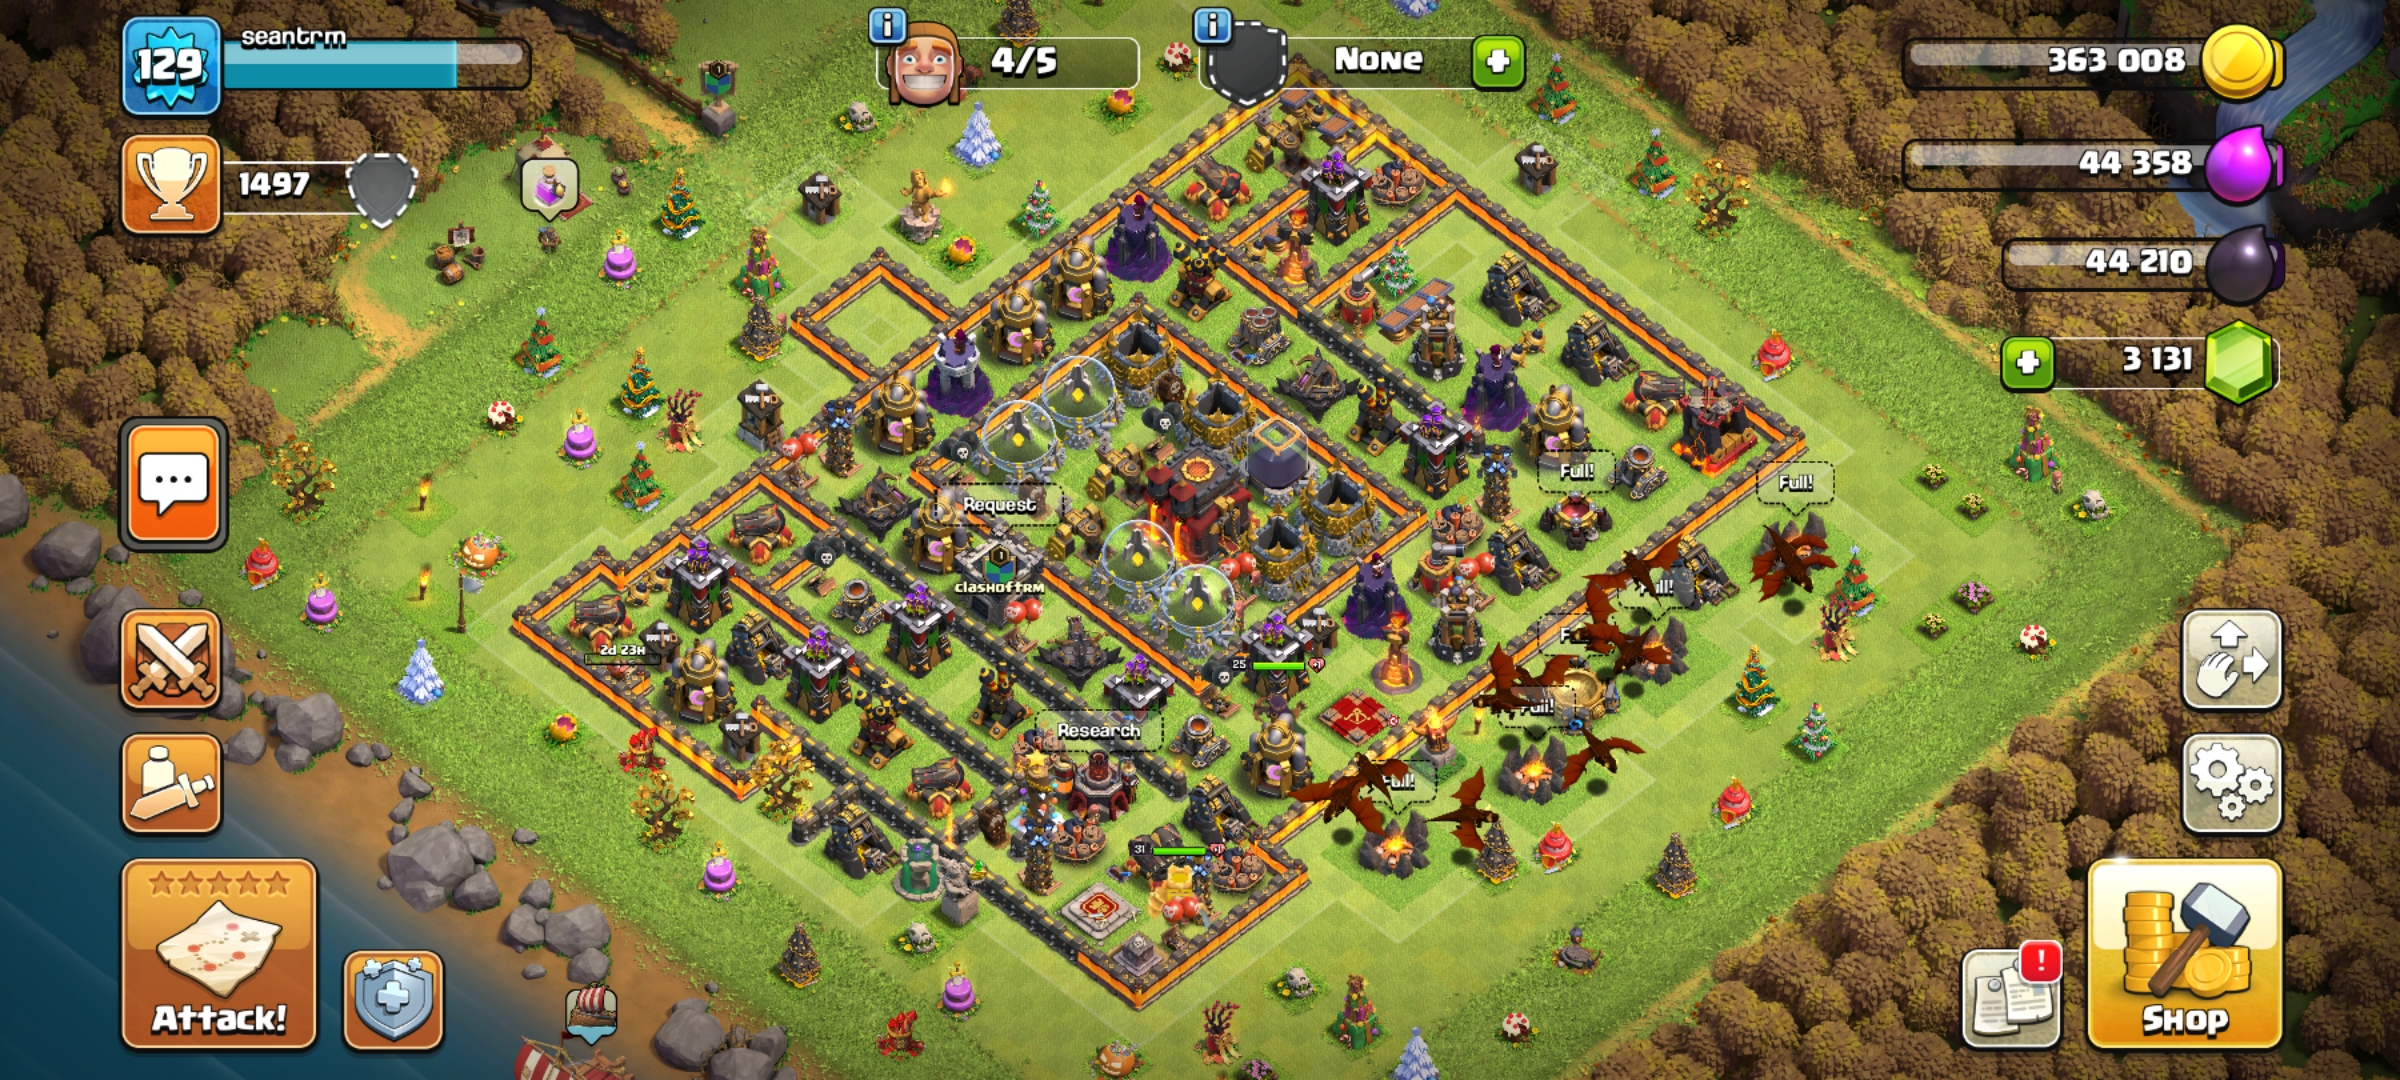 129
seantrm
4/5
None
363 008
1497
44 358
44 210
3 131
Full!
Full!
Request
clashoftrm
2d 23h
25
Full!
Research
31
Attack!
Shop
!